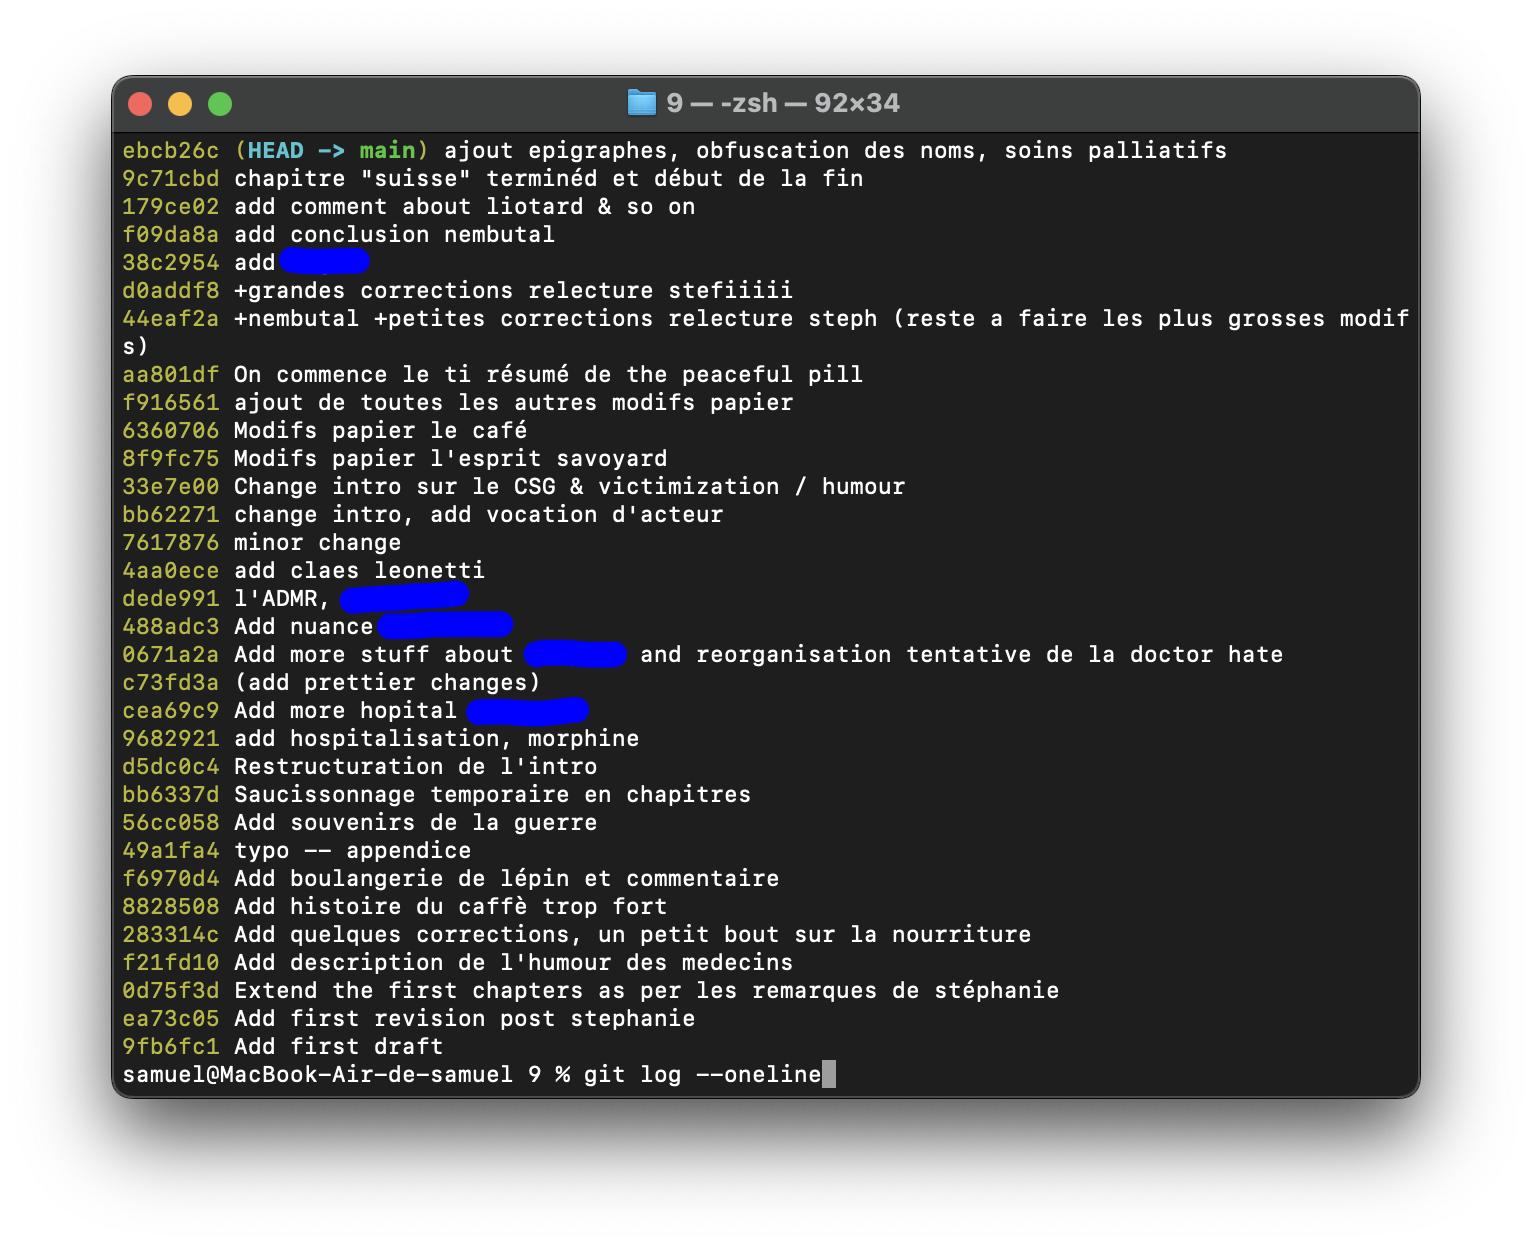 9 — -zsh — 92×34
ebcb26c (HEAD -> main) ajout epigraphes, obfuscation des noms, soins palliatifs
9c71cbd chapitre "suisse" terminéd et début de la fin
179ce02 add comment about liotard & so on
f09da8a add conclusion nembutal
38c2954 add
d0addf8 +grandes corrections relecture stefiiiii
44eaf2a +nembutal +petites corrections relecture steph (reste a faire les plus grosses modif
s)
aa801df On commence le ti résumé de the peaceful pill
f916561 ajout de toutes les autres modifs papier
6360706 Modifs papier le café
8f9fc75 Modifs papier l'esprit savoyard
33e7e00 Change intro sur le CSG & victimization / humour
bb62271 change intro, add vocation d'acteur
7617876 minor change
4aa0ece add claes leonetti
dede991 l'ADMR,
488adc3 Add nuance
0671a2a Add more stuff about and reorganisation tentative de la doctor hate
c73fd3a (add prettier changes)
cea69c9 Add more hopital
9682921 add hospitalisation, morphine
d5dc0c4 Restructuration de l'intro
bb6337d Saucissonnage temporaire en chapitres
56cc058 Add souvenirs de la guerre
49a1fa4 typo -- appendice
f6970d4 Add boulangerie de lépin et commentaire
8828508 Add histoire du caffè trop fort
283314c Add quelques corrections, un petit bout sur la nourriture
f21fd10 Add description de l'humour des medecins
0d75f3d Extend the first chapters as per les remarques de stéphanie
ea73c05 Add first revision post stephanie
9fb6fc1 Add first draft
samuel@MacBook-Air-de-samuel 9 % git log --oneline